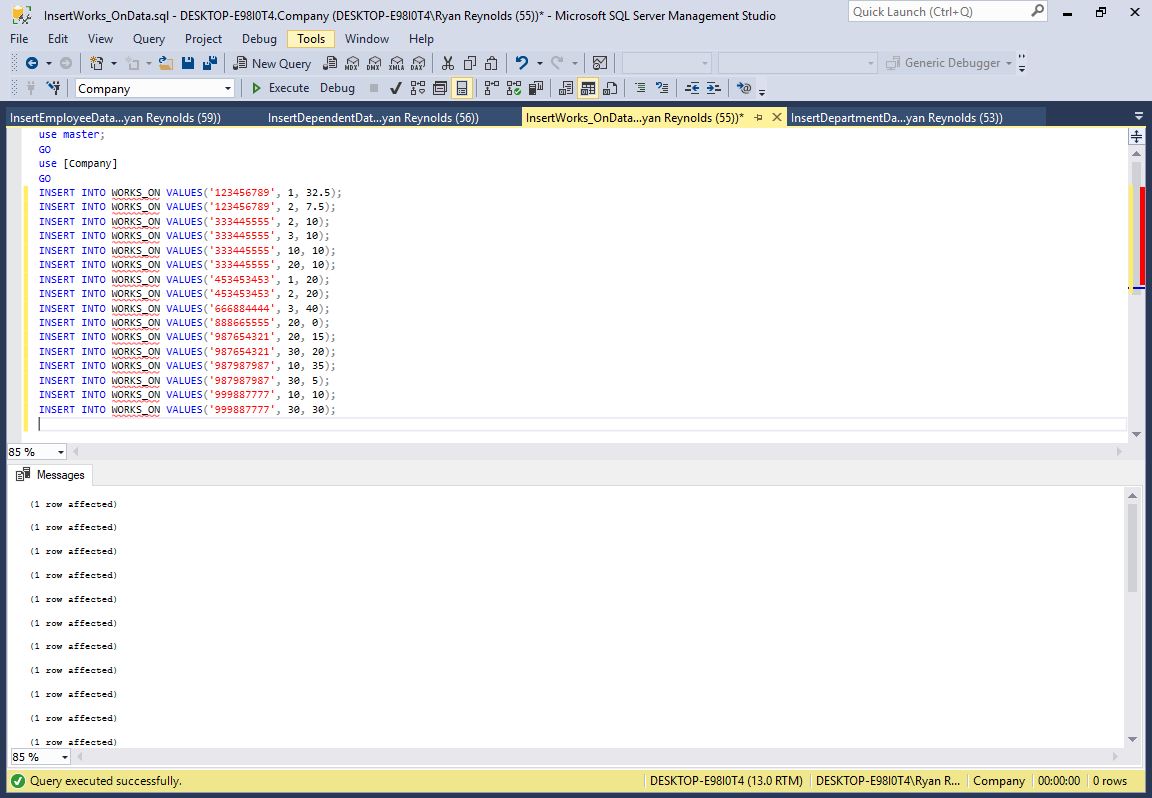 InsertWorks_OnData.sql - DESKTOP-E98I0T4.Company (DESKTOP-E98I0T4\Ryan Reynolds (55))* - Microsoft SQL Server Management Studio
Quick Launch (Ctrl+Q)
File Edit View Query Project Debug Tools Window Help
New Query MDX DMX XMLA DAX Generic Debugger
Company Execute Debug
InsertEmployeeData...yan Reynolds (59)) InsertDependentDat...yan Reynolds (56)) InsertWorks_OnData...yan Reynolds (55))* InsertDepartmentDa...yan Reynolds (53))
use master;
GO
use [Company]
GO
INSERT INTO WORKS_ON VALUES('123456789', 1, 32.5);
INSERT INTO WORKS_ON VALUES('123456789', 2, 7.5);
INSERT INTO WORKS_ON VALUES('333445555', 2, 10);
INSERT INTO WORKS_ON VALUES('333445555', 3, 10);
INSERT INTO WORKS_ON VALUES('333445555', 10, 10);
INSERT INTO WORKS_ON VALUES('333445555', 20, 10);
INSERT INTO WORKS_ON VALUES('453453453', 1, 20);
INSERT INTO WORKS_ON VALUES('453453453', 2, 20);
INSERT INTO WORKS_ON VALUES('666884444', 3, 40);
INSERT INTO WORKS_ON VALUES('888665555', 20, 0);
INSERT INTO WORKS_ON VALUES('987654321', 20, 15);
INSERT INTO WORKS_ON VALUES('987654321', 30, 20);
INSERT INTO WORKS_ON VALUES('987987987', 10, 35);
INSERT INTO WORKS_ON VALUES('987987987', 30, 5);
INSERT INTO WORKS_ON VALUES('999887777', 10, 10);
INSERT INTO WORKS_ON VALUES('999887777', 30, 30);
85 %
Messages
(1 row affected)
(1 row affected)
(1 row affected)
(1 row affected)
(1 row affected)
(1 row affected)
(1 row affected)
(1 row affected)
(1 row affected)
(1 row affected)
(1 row affected)
85 %
Query executed successfully. DESKTOP-E98I0T4 (13.0 RTM) DESKTOP-E98I0T4\Ryan R... Company 00:00:00 0 rows